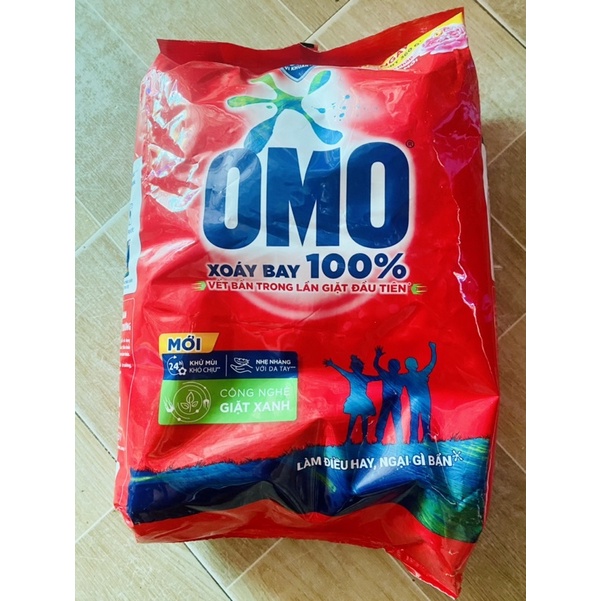 OMO®
XOÁY BAY 100%
VẾT BẨN TRONG LẦN GIẶT ĐẦU TIÊN
MỚI
24h KHỬ MÙI
KHÓ CHỊU
NHẸ NHÀNG
VỚI DA TAY
CÔNG NGHỆ
GIẶT XANH
LÀM ĐIỀU HAY, NGẠI GÌ BẨN